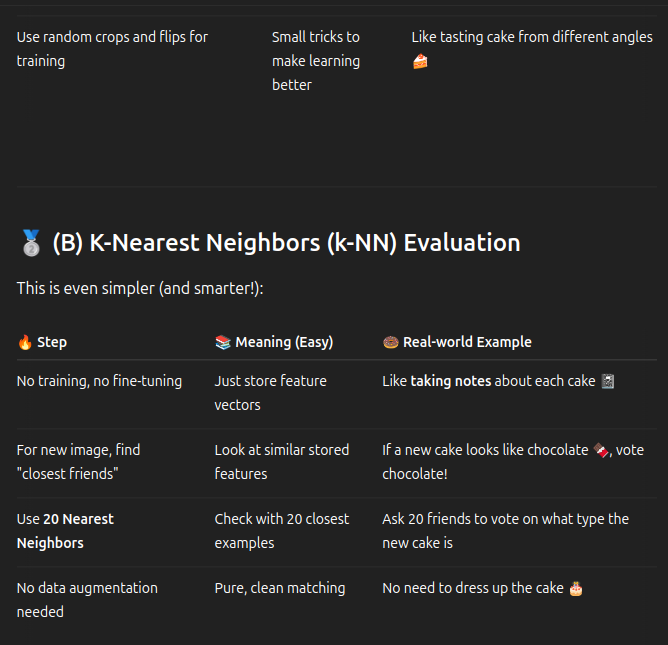 Use random crops and flips for training
Small tricks to make learning better
Like tasting cake from different angles 🍰
🥈 (B) K-Nearest Neighbors (k-NN) Evaluation
This is even simpler (and smarter!):
🔥 Step
📚 Meaning (Easy)
🍩 Real-world Example
No training, no fine-tuning
Just store feature vectors
Like taking notes about each cake 📓
For new image, find "closest friends"
Look at similar stored features
If a new cake looks like chocolate 🍫, vote chocolate!
Use 20 Nearest Neighbors
Check with 20 closest examples
Ask 20 friends to vote on what type the new cake is
No data augmentation needed
Pure, clean matching
No need to dress up the cake 🎂